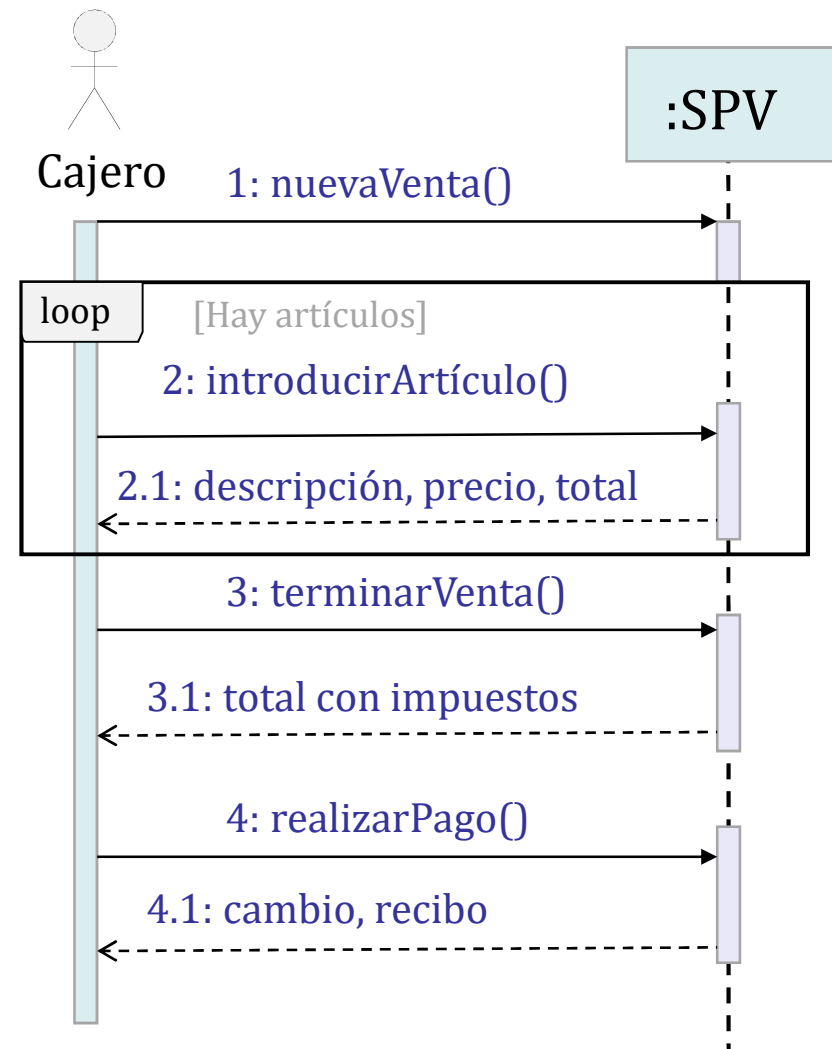 :SPV
Cajero
1: nuevaVenta()
loop
[Hay artículos]
2: introducirArtículo()
2.1: descripción, precio, total
3: terminarVenta()
3.1: total con impuestos
4: realizarPago()
4.1: cambio, recibo